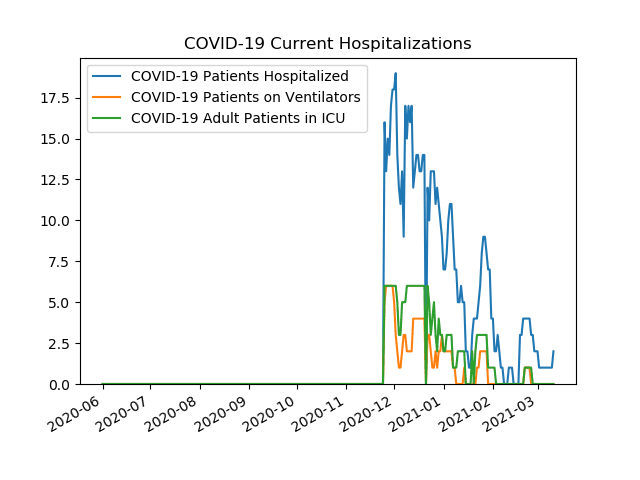 COVID-19 Current Hospitalizations
COVID-19 Patients Hospitalized
COVID-19 Patients on Ventilators
COVID-19 Adult Patients in ICU
17.5
15.0
12.5
10.0
7.5
5.0
2.5
0.0
2020-06 2020-07 2020-08 2020-09 2020-10 2020-11 2020-12 2021-01 2021-02 2021-03